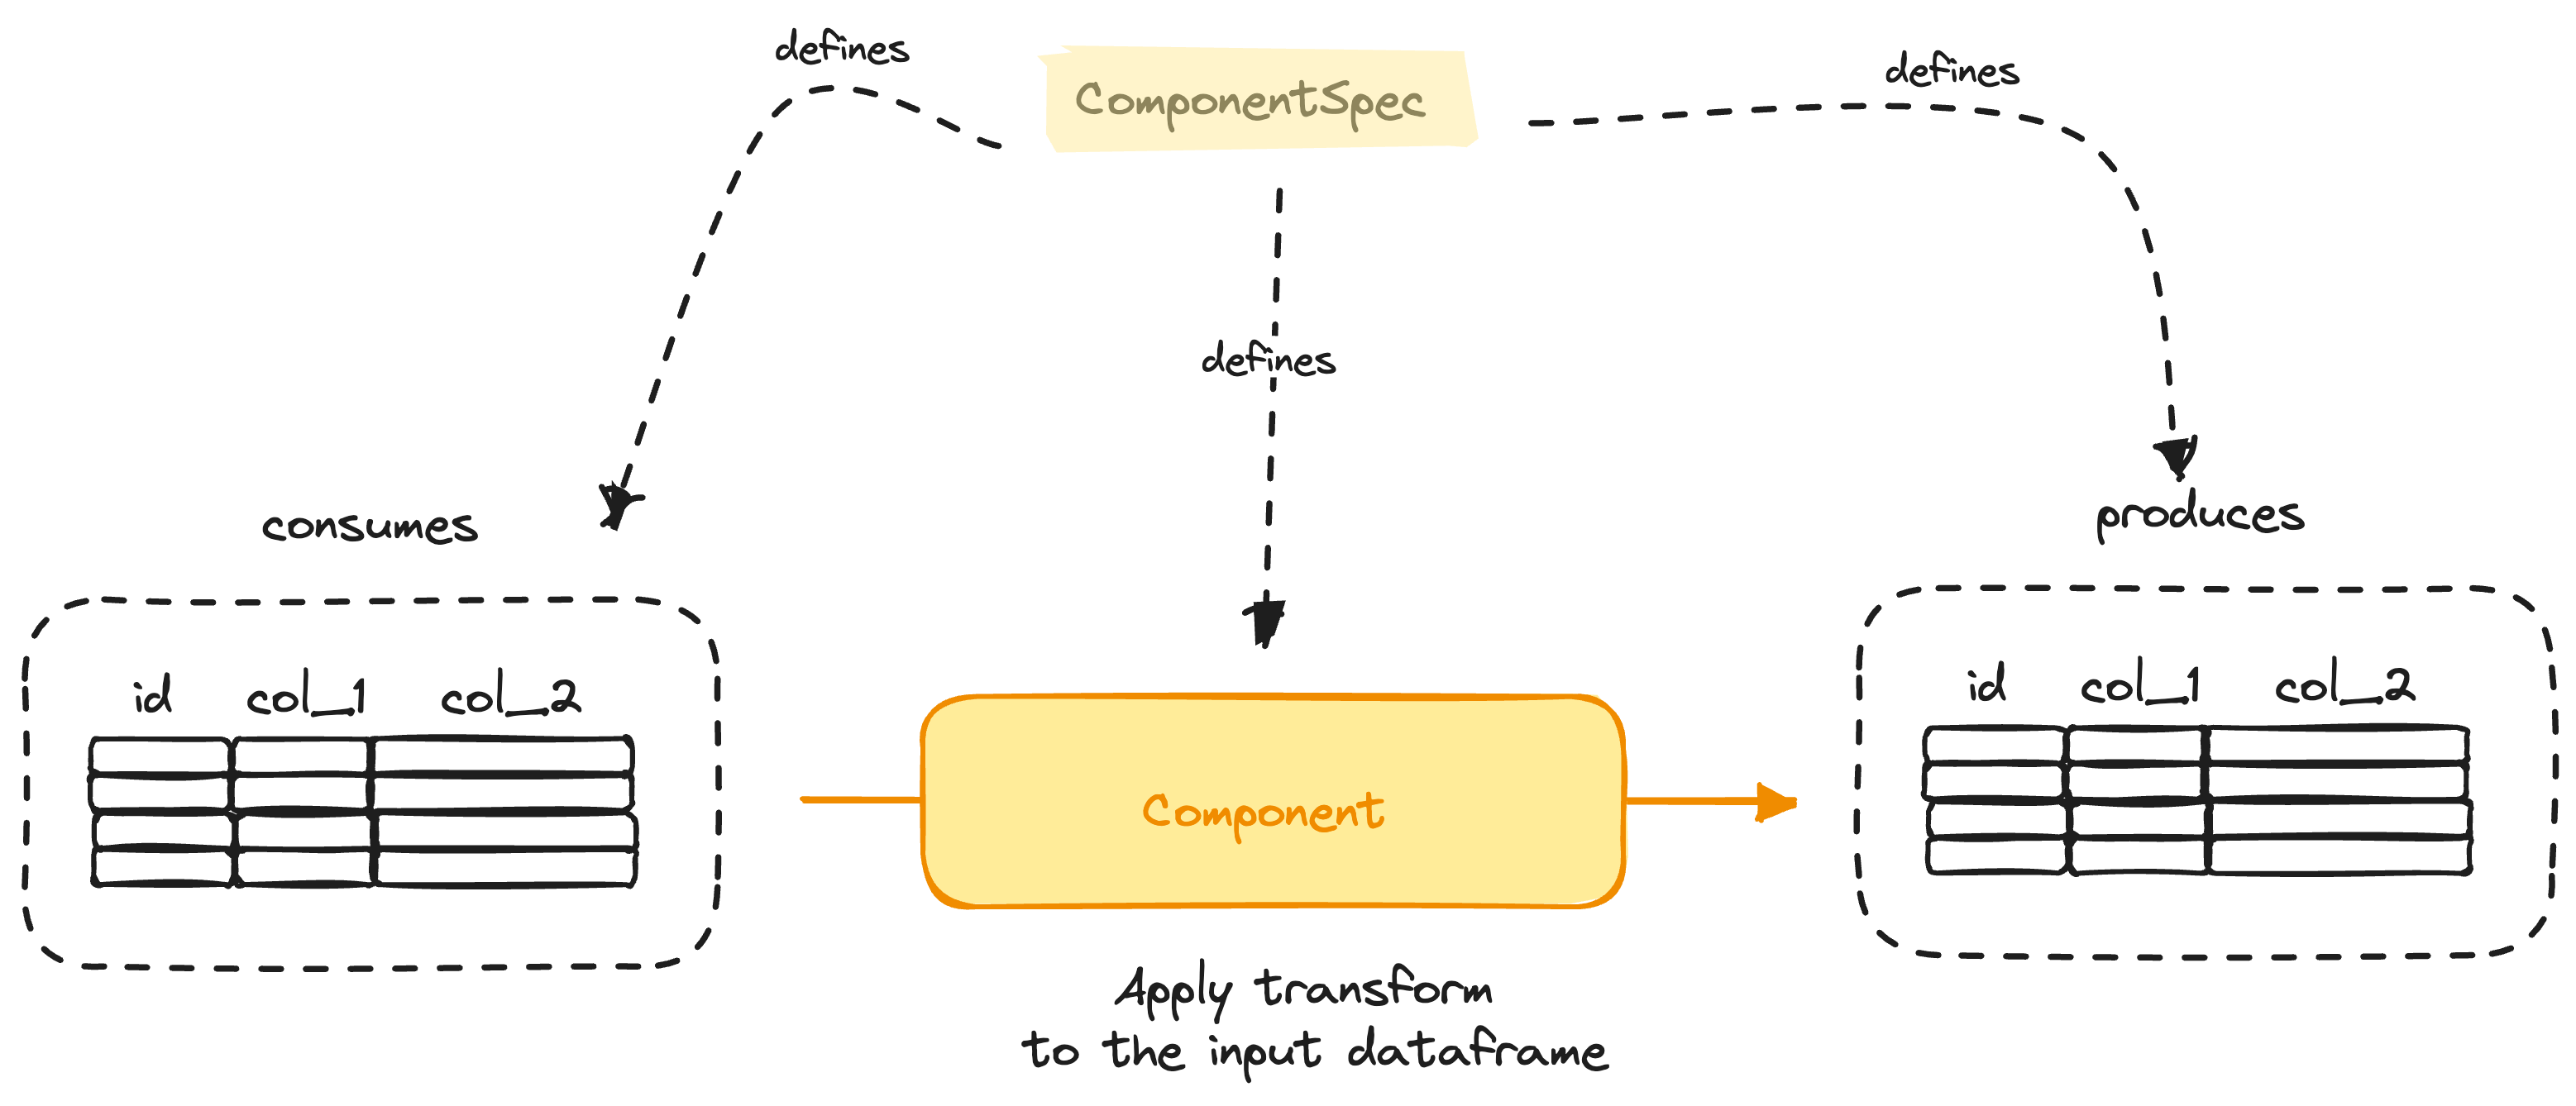 defines
ComponentSpec
defines
defines
consumes
produces
id col_1 col_2
id col_1 col_2
Component
Apply transform
to the input dataframe